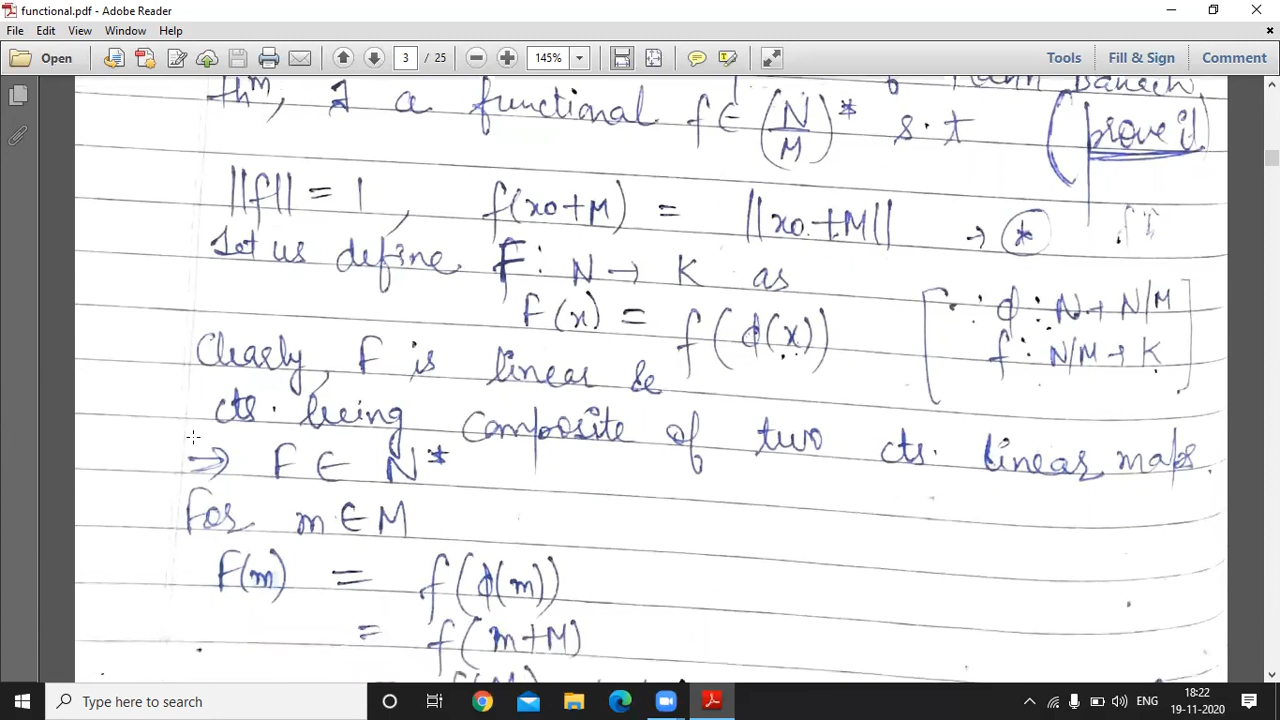 functional.pdf - Adobe Reader
File Edit View Window Help
Open 3 / 25 145% Tools Fill & Sign Comment
thm, ∃ a functional f ∈ (N/M)* s.t (prove it)
||f|| = 1, f(x0+M) = ||x0+M|| → (*)
Let us define F : N → K as
F(x) = f(ϕ(x)) [∵ ϕ : N → N/M
f : N/M → K]
Clearly, F is linear &
cts. being composite of two cts. linear maps.
⇒ F ∈ N*
For m ∈ M
F(m) = f(ϕ(m))
= f(m+M)
Type here to search
ENG 18:22
19-11-2020